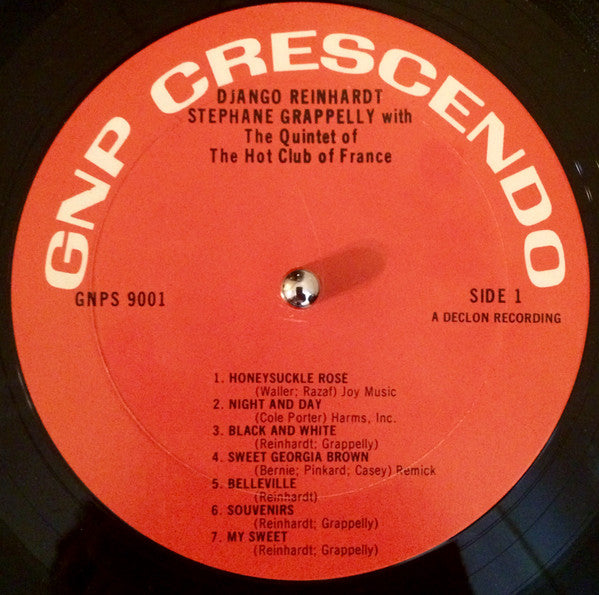 GNP CRESCENDO
DJANGO REINHARDT
STEPHANE GRAPPELLY with
The Quintet of
The Hot Club of France
GNPS 9001
SIDE 1
A DECLON RECORDING
1. HONEYSUCKLE ROSE
(Waller; Razaf) Joy Music
2. NIGHT AND DAY
(Cole Porter) Harms, Inc.
3. BLACK AND WHITE
(Reinhardt; Grappelly)
4. SWEET GEORGIA BROWN
(Bernie; Pinkard; Casey) Remick
5. BELLEVILLE
(Reinhardt)
6. SOUVENIRS
(Reinhardt; Grappelly)
7. MY SWEET
(Reinhardt; Grappelly)